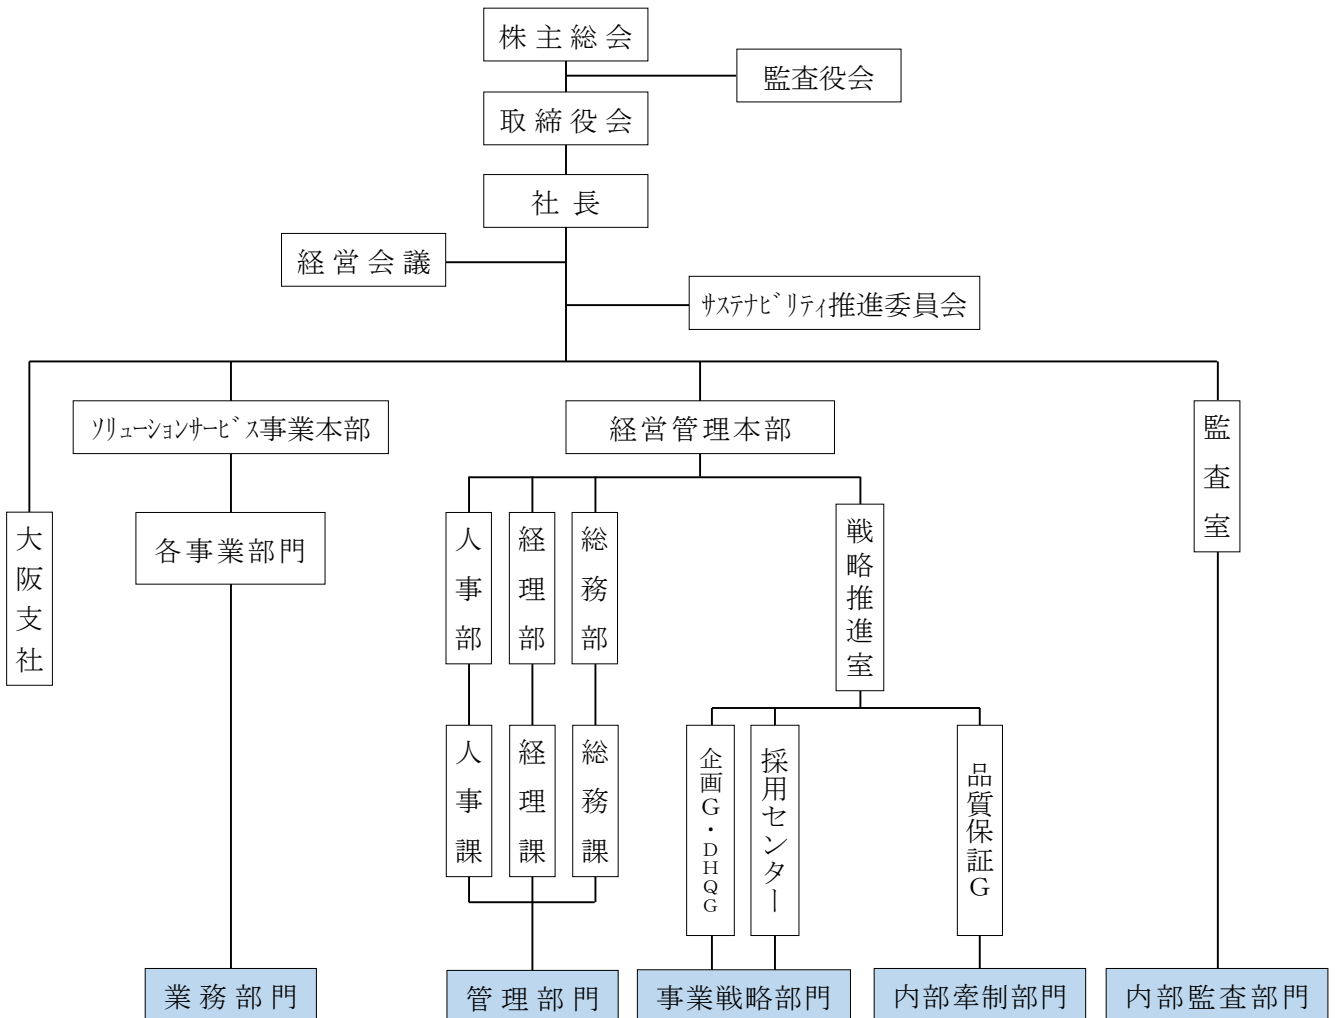 株主総会
監査役会
取締役会
社長
経営会議
ｻｽﾃﾅﾋﾞﾘﾃｨ推進委員会
ｿﾘｭｰｼｮﾝｻｰﾋﾞｽ事業本部
経営管理本部
監査室
大阪支社
各事業部門
人事部
経理部
総務部
戦略推進室
人事課
経理課
総務課
企画G・DHQG
採用センター
品質保証G
業務部門
管理部門
事業戦略部門
内部牽制部門
内部監査部門